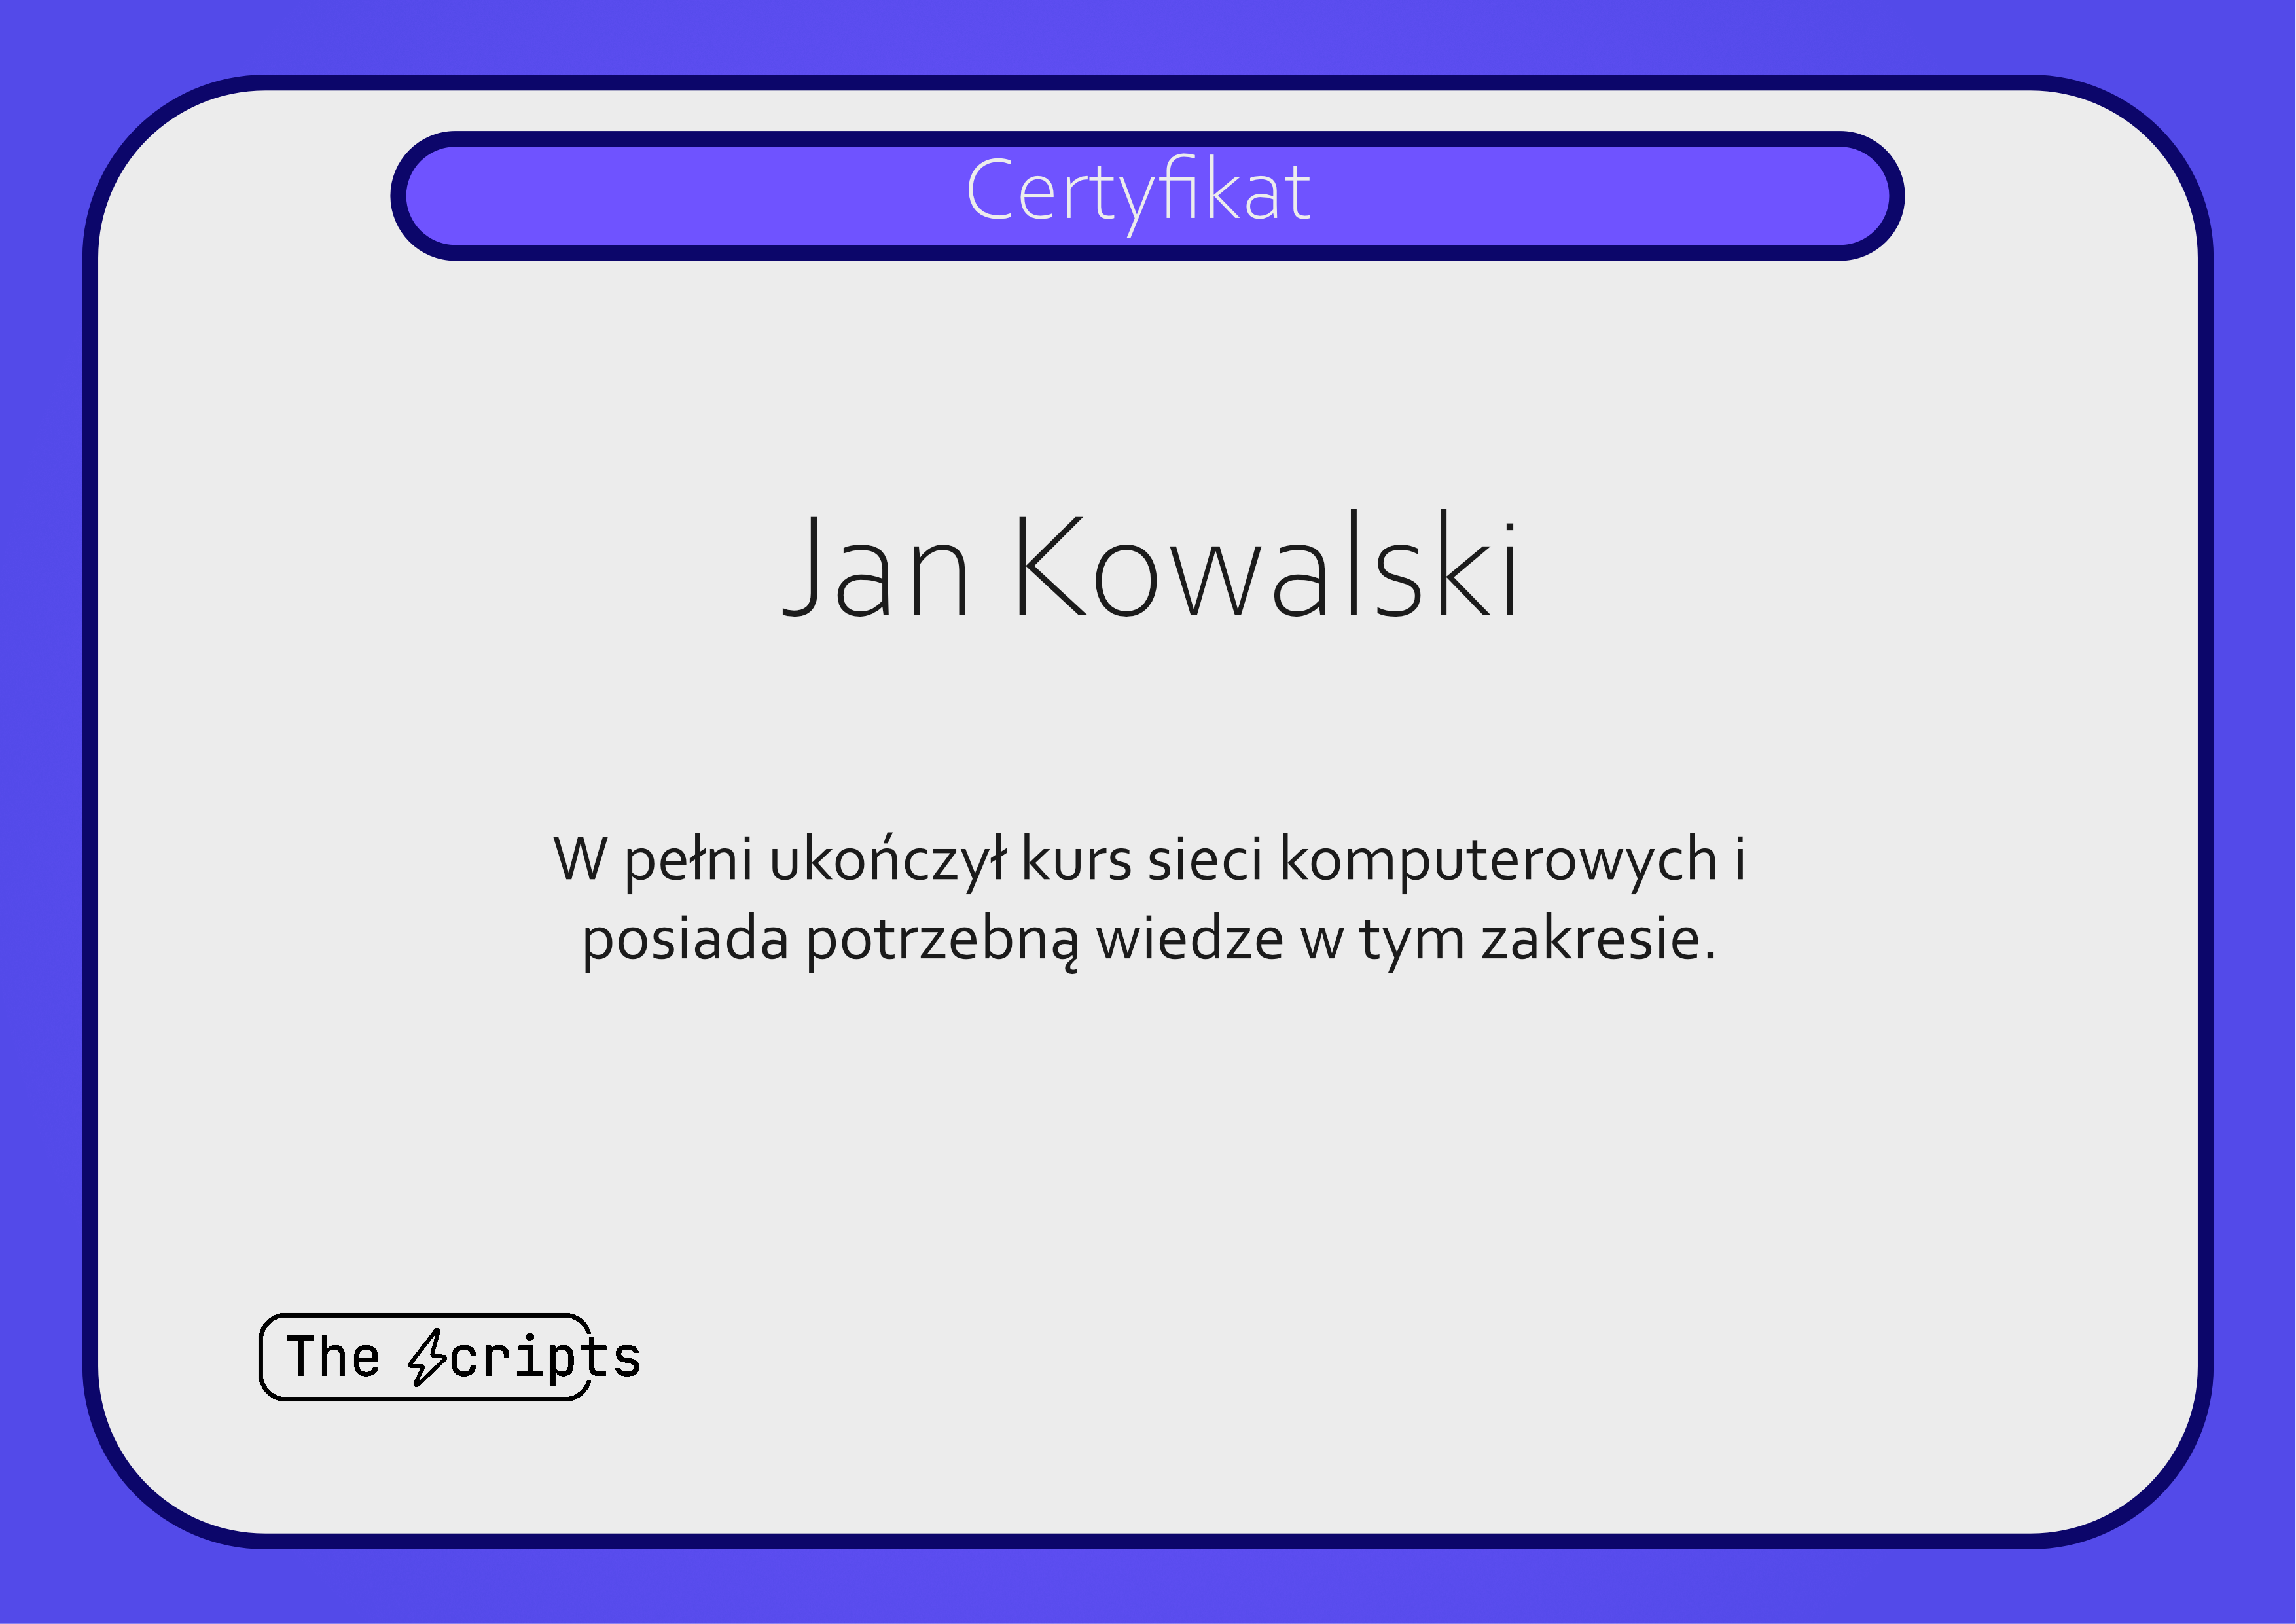 Certyfikat
Jan Kowalski
W pełni ukończył kurs sieci komputerowych i
posiada potrzebną wiedze w tym zakresie.
The Scripts